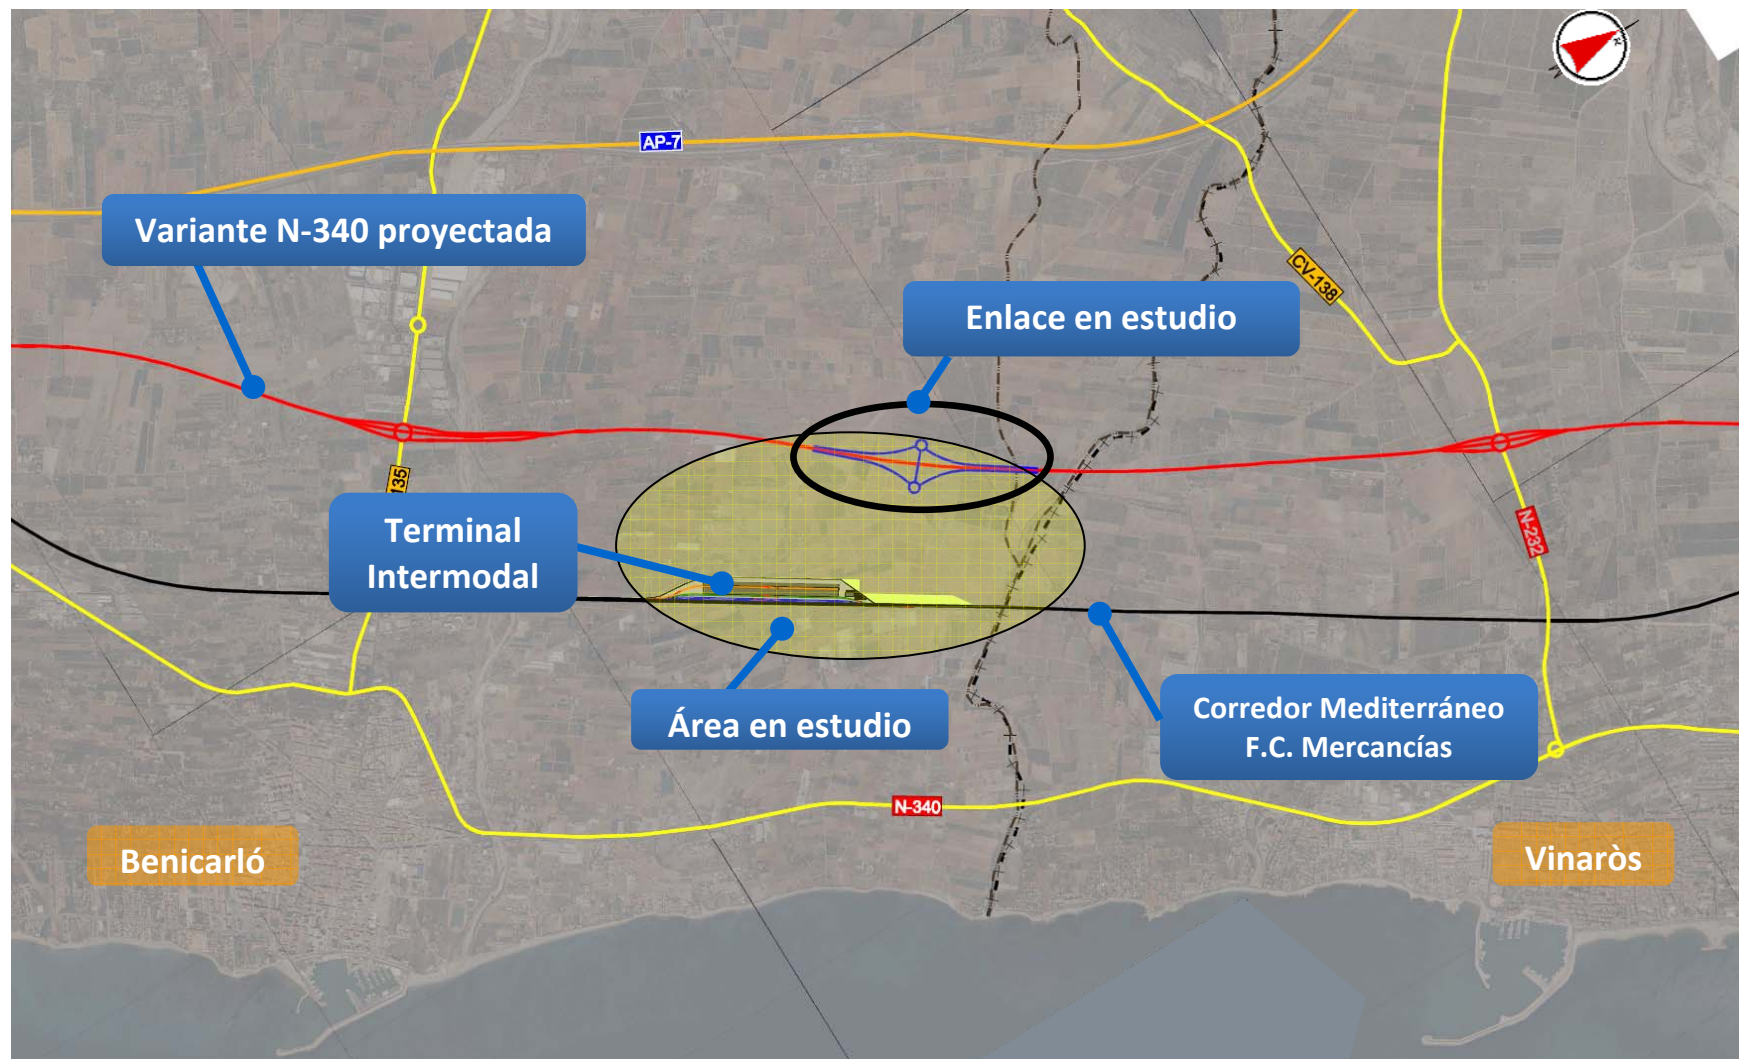 AP-7
Variante N-340 proyectada
CV-138
Enlace en estudio
135
Terminal
Intermodal
N-232
Área en estudio
Corredor Mediterráneo
F.C. Mercancías
N-340
Benicarló
Vinaròs